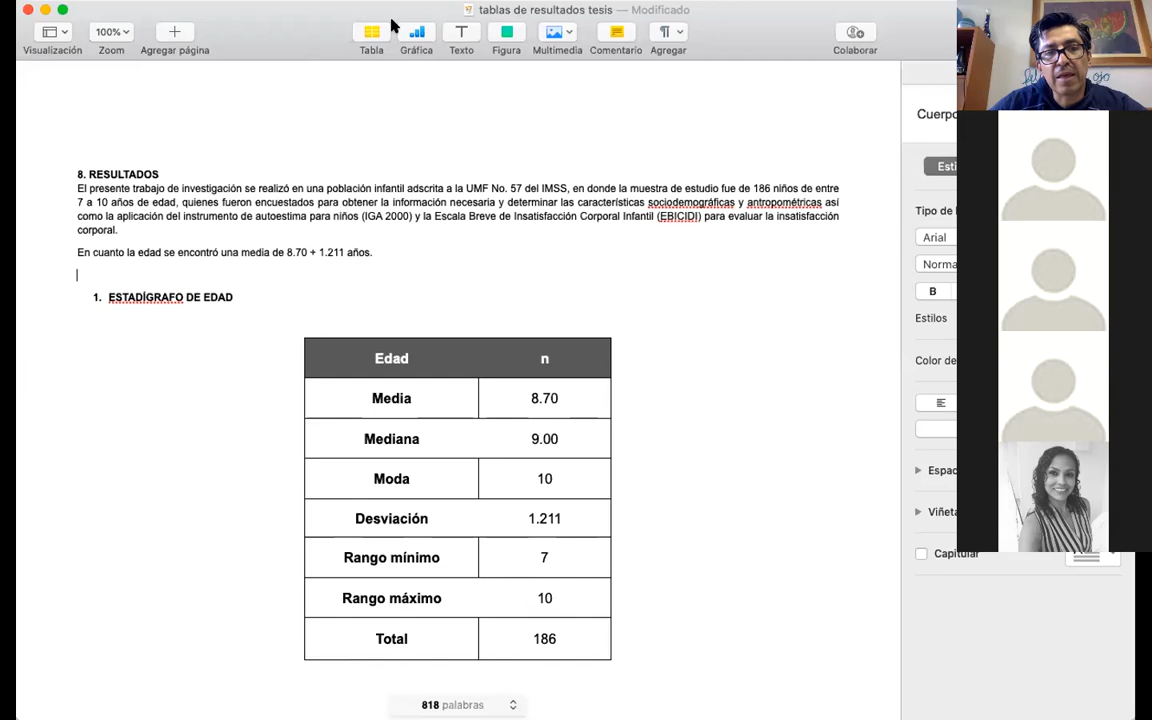 tablas de resultados tesis — Modificado
100%
Visualización Zoom Agregar página Tabla Gráfica Texto Figura Multimedia Comentario Agregar Colaborar
Cuerpo
8. RESULTADOS
El presente trabajo de investigación se realizó en una población infantil adscrita a la UMF No. 57 del IMSS, en donde la muestra de estudio fue de 186 niños de entre
7 a 10 años de edad, quienes fueron encuestados para obtener la información necesaria y determinar las características sociodemográficas y antropométricas así
como la aplicación del instrumento de autoestima para niños (IGA 2000) y la Escala Breve de Insatisfacción Corporal Infantil (EBICIDI) para evaluar la insatisfacción
corporal.
En cuanto la edad se encontró una media de 8.70 + 1.211 años.
1. ESTADÍGRAFO DE EDAD
Edad n
Media 8.70
Mediana 9.00
Moda 10
Desviación 1.211
Rango mínimo 7
Rango máximo 10
Total 186
818 palabras
Esti
Tipo de
Arial
Norma
B
Estilos
Color de
Espac
Viñeta
Capitular